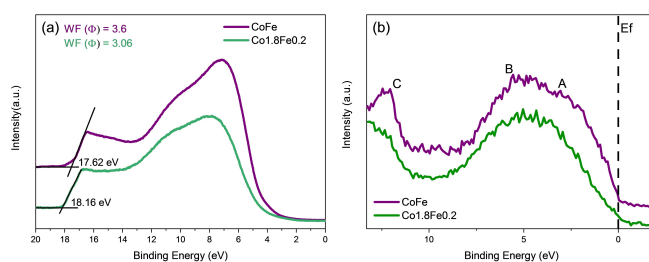 (a)
WF (Φ) = 3.6
WF (Φ) = 3.06
CoFe
Co1.8Fe0.2
17.62 eV
18.16 eV
Intensity(a.u.)
20 18 16 14 12 10 8 6 4 2 0
Binding Energy (eV)
(b)
CoFe
Co1.8Fe0.2
Ef
C
B
A
Intensity (a.u.)
10 5 0
Binding Energy (eV)